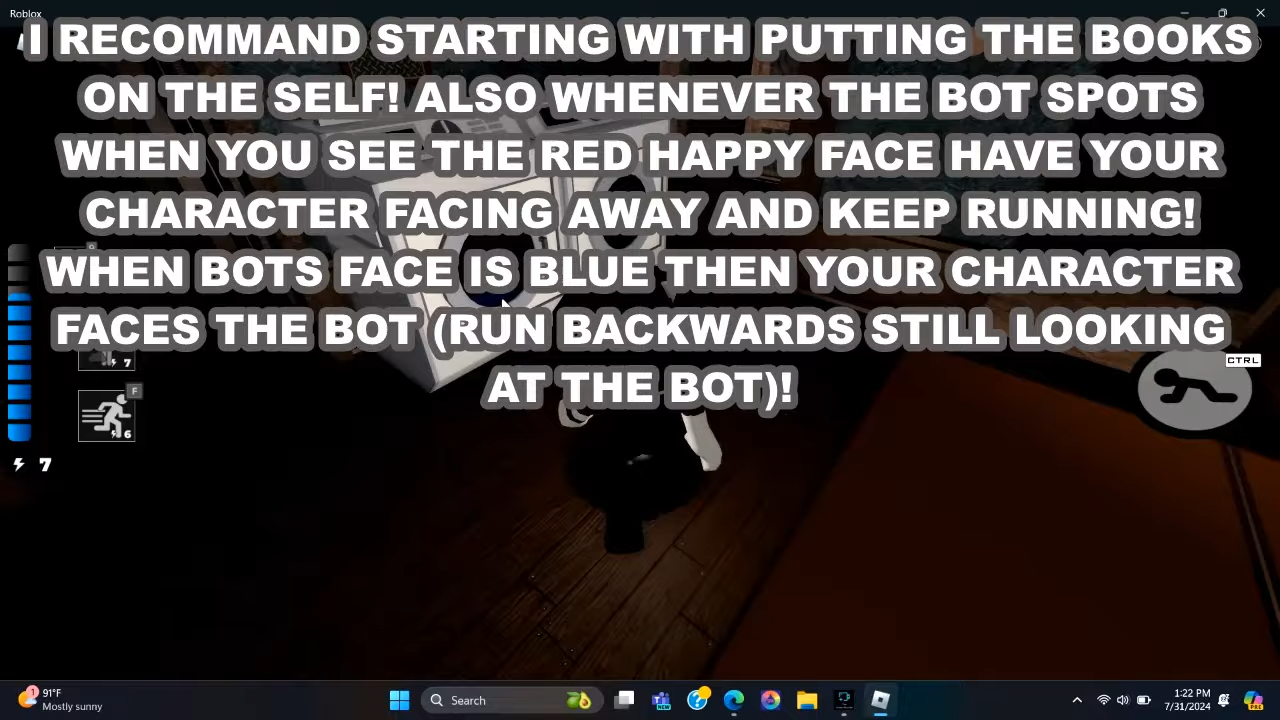 Roblox
I RECOMMAND STARTING WITH PUTTING THE BOOKS
ON THE SELF! ALSO WHENEVER THE BOT SPOTS
WHEN YOU SEE THE RED HAPPY FACE HAVE YOUR
CHARACTER FACING AWAY AND KEEP RUNNING!
WHEN BOTS FACE IS BLUE THEN YOUR CHARACTER
FACES THE BOT (RUN BACKWARDS STILL LOOKING
AT THE BOT)!
CTRL
7
F
6
7
1
91°F
Mostly sunny
Search
NEW
1:22 PM
7/31/2024
PRE